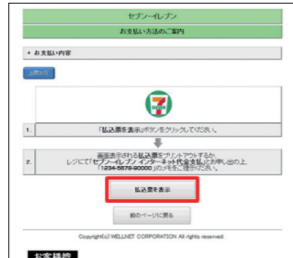 セブン-イレブン
お支払い方法のご案内
+ お支払い内容
1.
「払込票を表示」ボタンをクリックしてください。
2.
画面表示される払込票をプリントアウトするか、
レジにて「セブン-イレブン インターネット代金支払」とお申し出の上、
「1234-5678-90000」のメモをご提示ください。
払込票を表示
前のページに戻る
Copyright(c) WELLNET CORPORATION All rights reserved.
お客様控